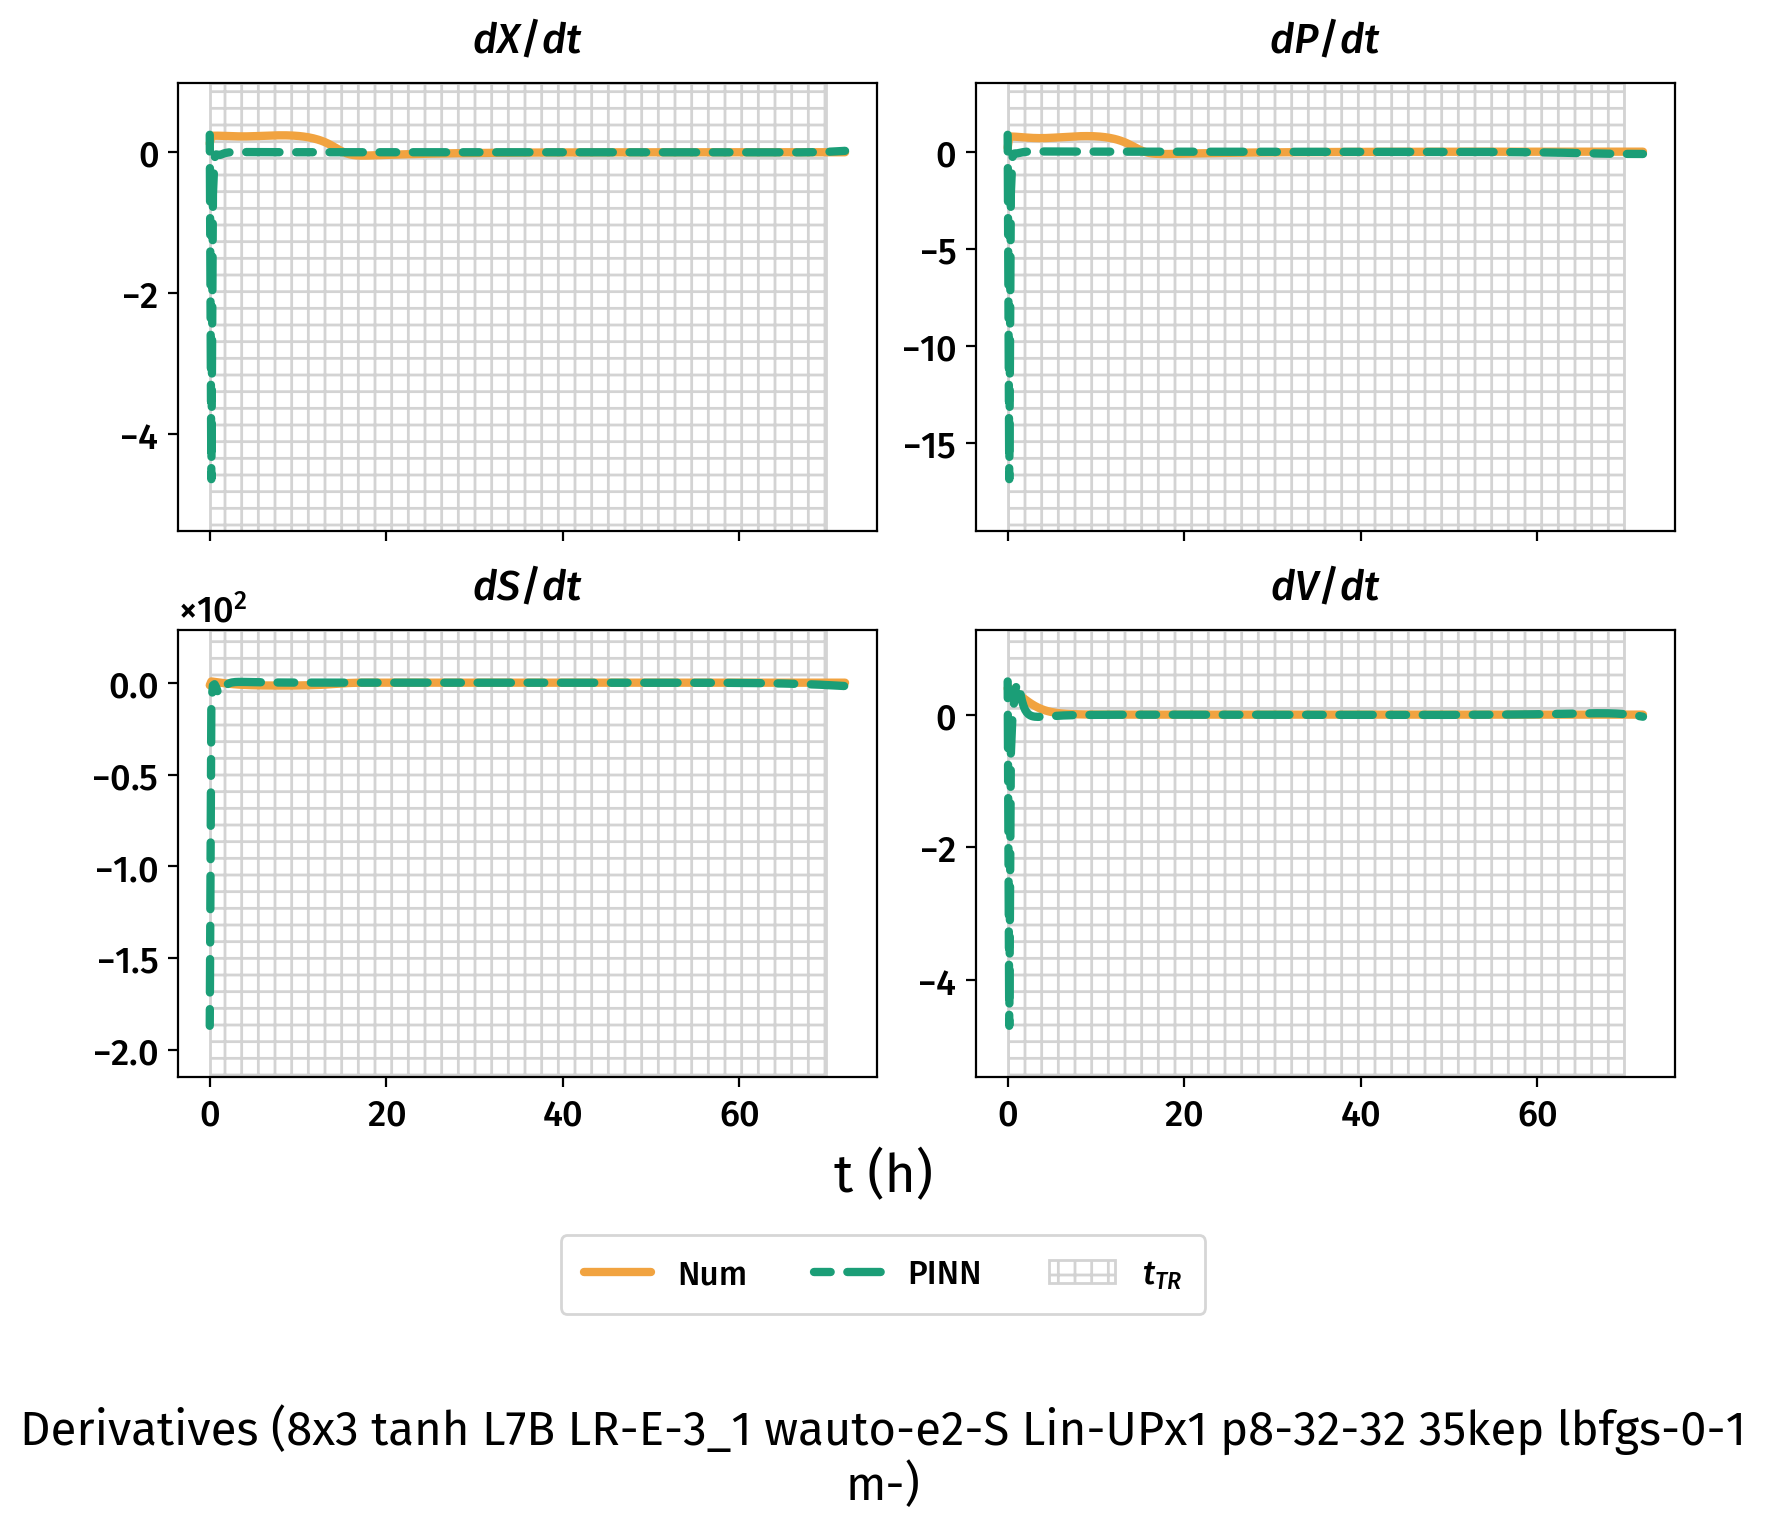 dX/dt
dP/dt
0
−2
−4
0
−5
−10
−15
dS/dt
dV/dt
×10²
0.0
−0.5
−1.0
−1.5
−2.0
0
−2
−4
0 20 40 60
0 20 40 60
t (h)
Num PINN t_TR
Derivatives (8x3 tanh L7B LR-E-3_1 wauto-e2-S Lin-UPx1 p8-32-32 35kep lbfgs-0-1
m-)